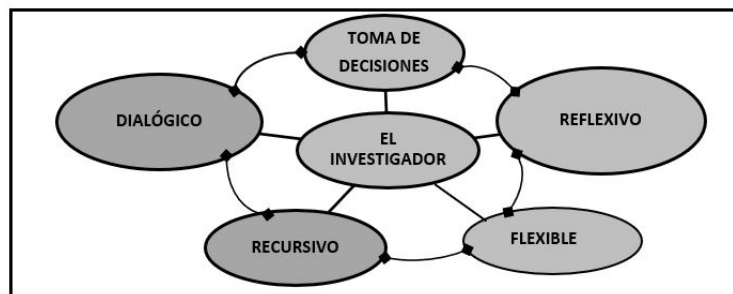 TOMA DE
DECISIONES
DIALÓGICO
REFLEXIVO
EL
INVESTIGADOR
RECURSIVO
FLEXIBLE